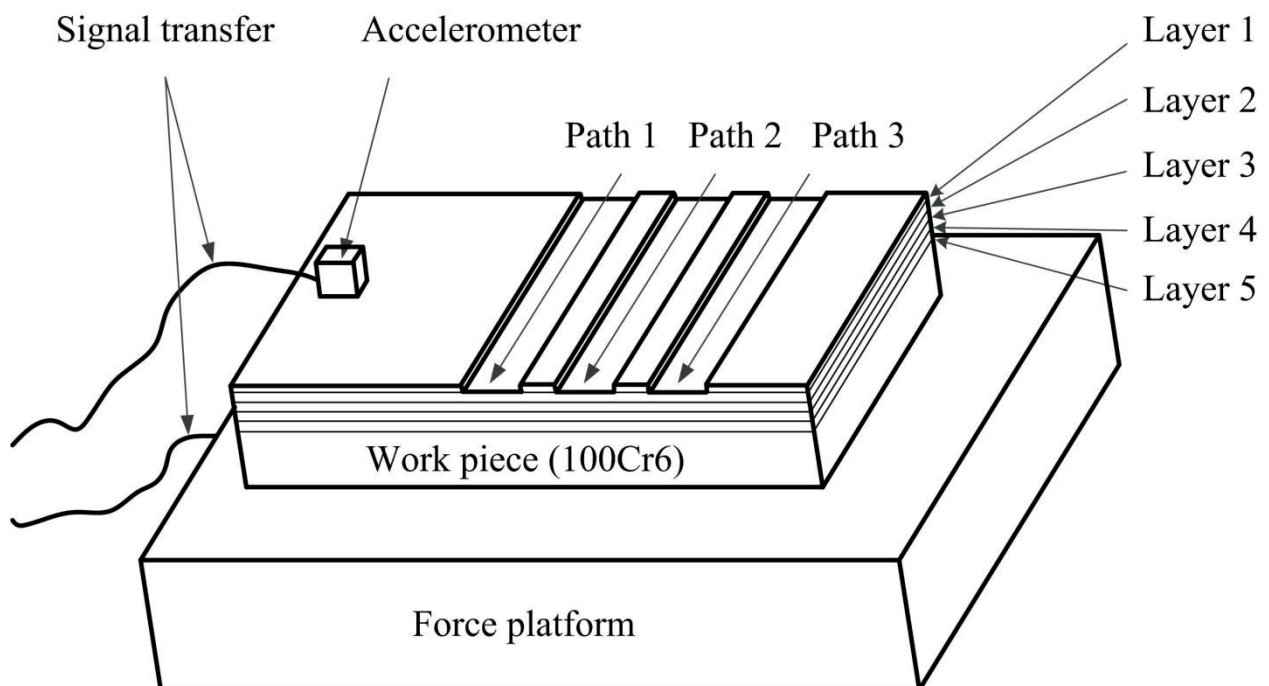 Signal transfer
Accelerometer
Layer 1
Layer 2
Path 1
Path 2
Path 3
Layer 3
Layer 4
Layer 5
Work piece (100Cr6)
Force platform